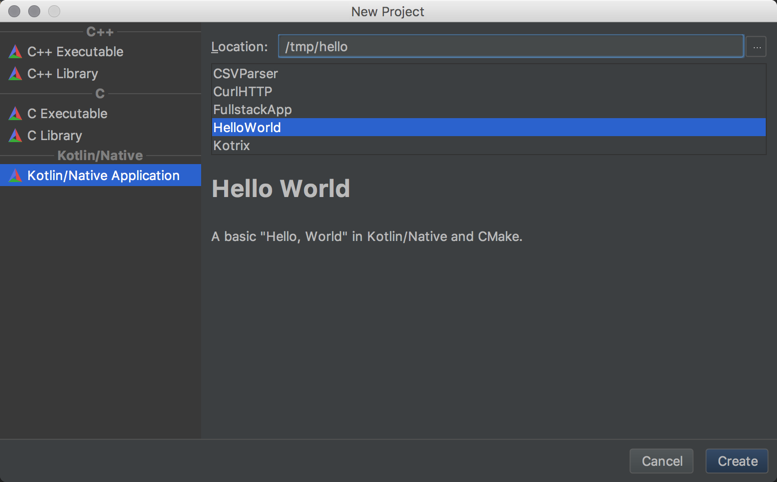 New Project
C++
C++ Executable
C++ Library
C
C Executable
C Library
Kotlin/Native
Kotlin/Native Application
Location: /tmp/hello ...
CSVParser
CurlHTTP
FullstackApp
HelloWorld
Kotrix
Hello World
A basic "Hello, World" in Kotlin/Native and CMake.
Cancel Create